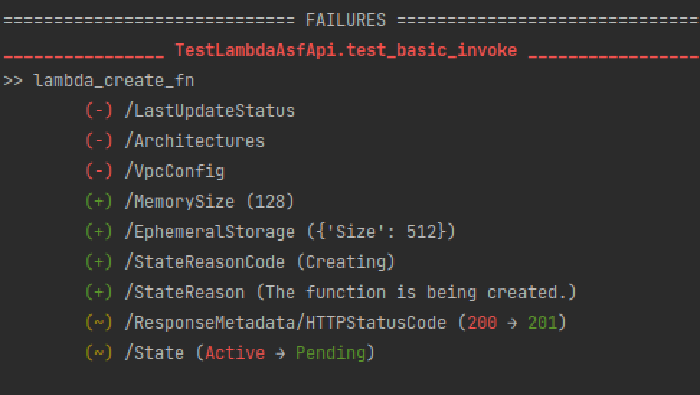 ============================= FAILURES ==============================
________________ TestLambdaAsfApi.test_basic_invoke _________________
>> lambda_create_fn
(-) /LastUpdateStatus
(-) /Architectures
(-) /VpcConfig
(+) /MemorySize (128)
(+) /EphemeralStorage ({'Size': 512})
(+) /StateReasonCode (Creating)
(+) /StateReason (The function is being created.)
(~) /ResponseMetadata/HTTPStatusCode (200 → 201)
(~) /State (Active → Pending)